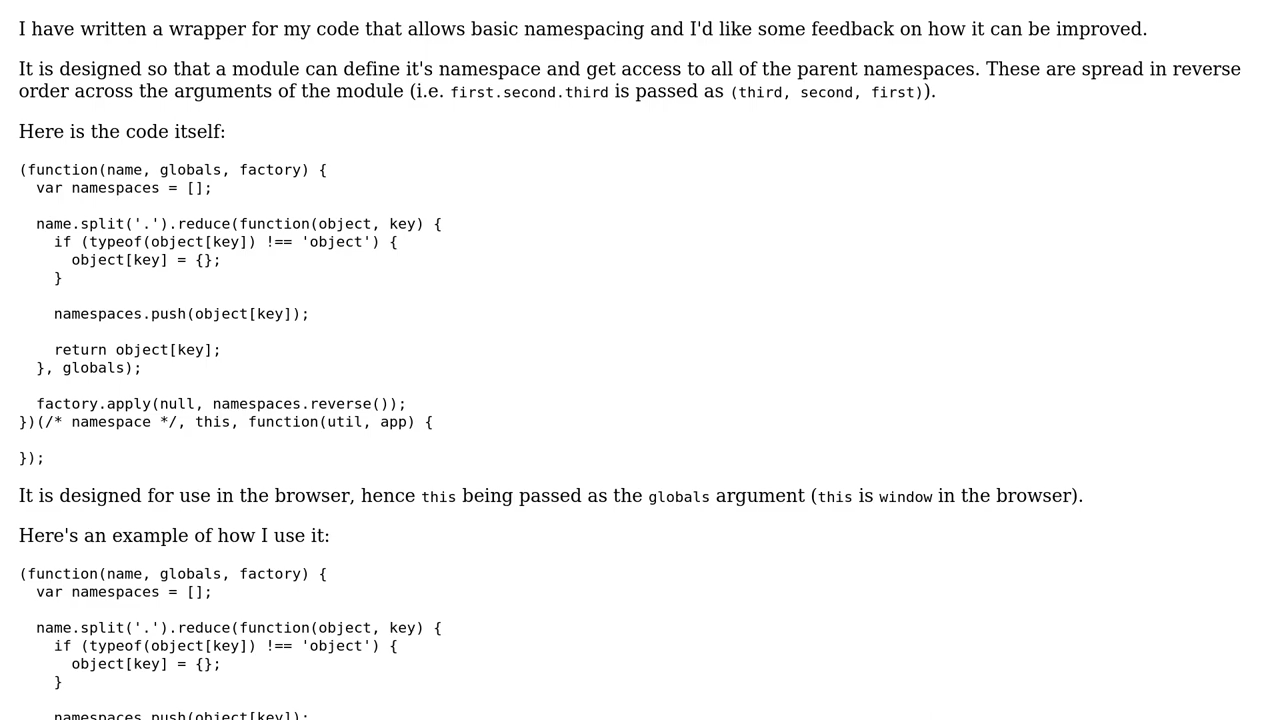 I have written a wrapper for my code that allows basic namespacing and I'd like some feedback on how it can be improved.
It is designed so that a module can define it's namespace and get access to all of the parent namespaces. These are spread in reverse
order across the arguments of the module (i.e. first.second.third is passed as (third, second, first)).
Here is the code itself:
(function(name, globals, factory) {
  var namespaces = [];
  name.split('.').reduce(function(object, key) {
    if (typeof(object[key]) !== 'object') {
      object[key] = {};
    }
    namespaces.push(object[key]);
    return object[key];
  }, globals);
  factory.apply(null, namespaces.reverse());
})(/* namespace */, this, function(util, app) {
});
It is designed for use in the browser, hence this being passed as the globals argument (this is window in the browser).
Here's an example of how I use it:
(function(name, globals, factory) {
  var namespaces = [];
  name.split('.').reduce(function(object, key) {
    if (typeof(object[key]) !== 'object') {
      object[key] = {};
    }
    namespaces.push(object[key]);